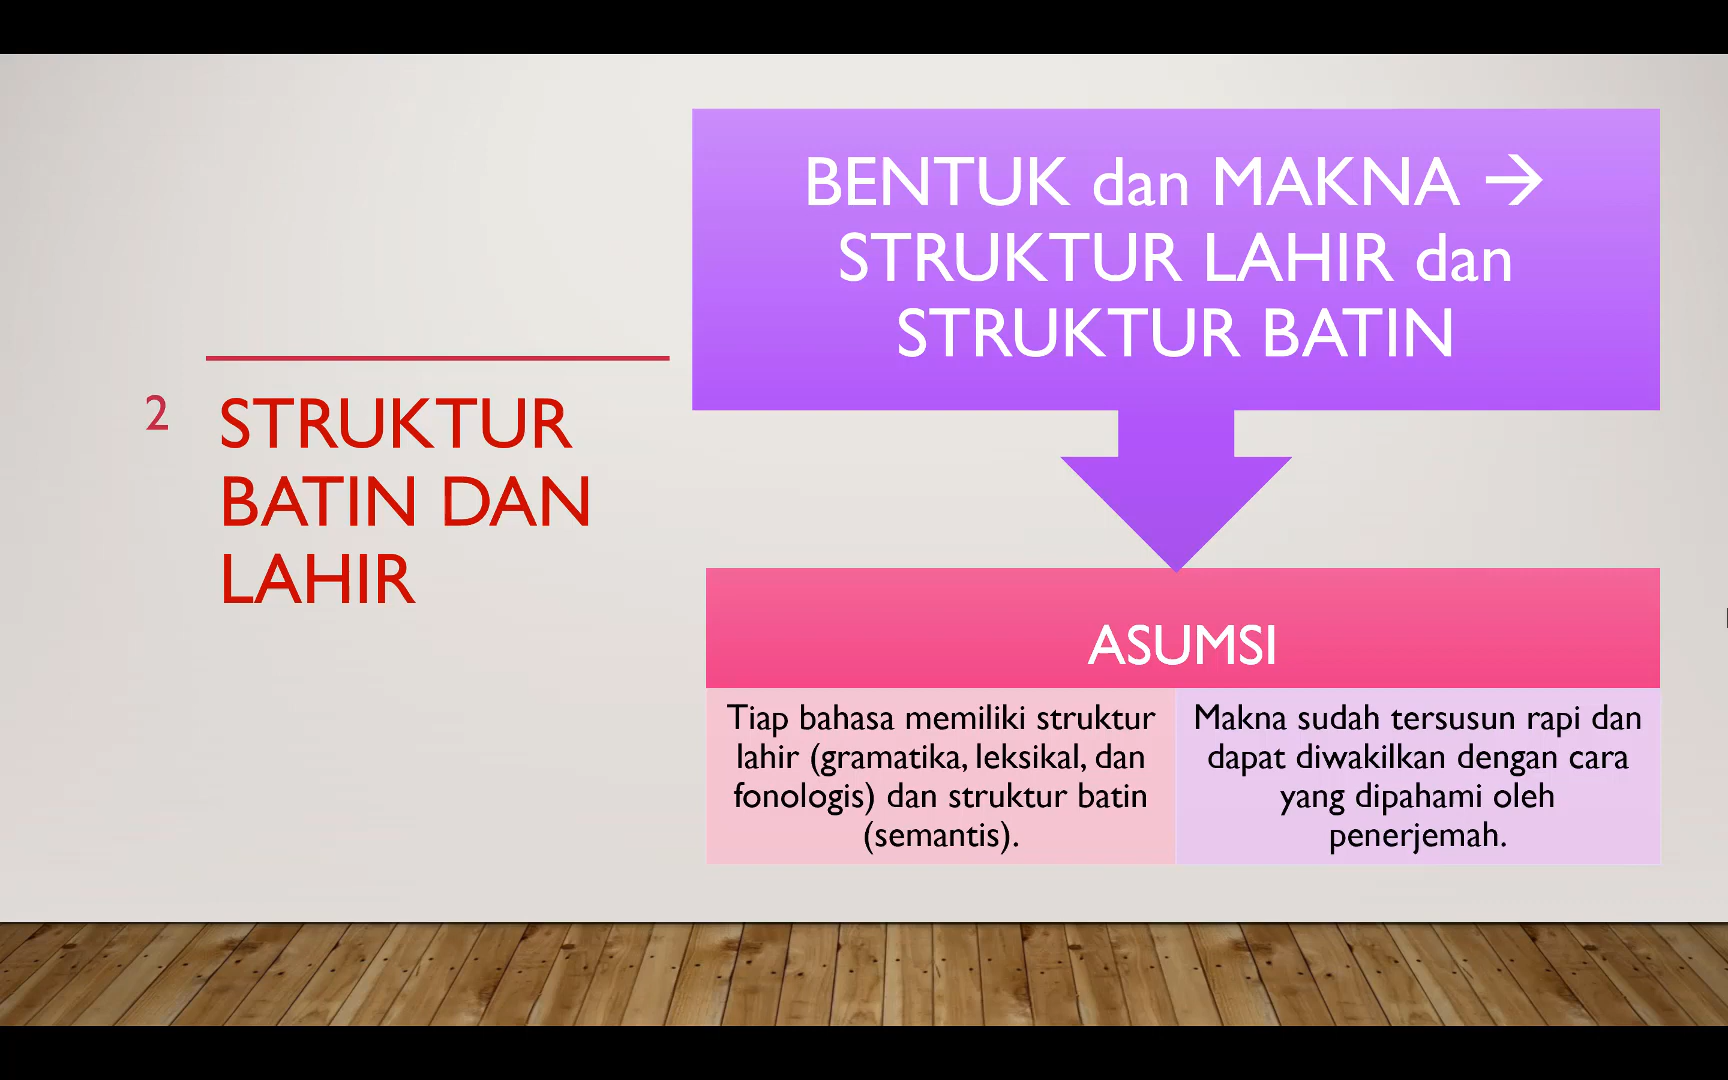 2
STRUKTUR
BATIN DAN
LAHIR
BENTUK dan MAKNA →
STRUKTUR LAHIR dan
STRUKTUR BATIN
ASUMSI
Tiap bahasa memiliki struktur
lahir (gramatika, leksikal, dan
fonologis) dan struktur batin
(semantis).
Makna sudah tersusun rapi dan
dapat diwakilkan dengan cara
yang dipahami oleh
penerjemah.